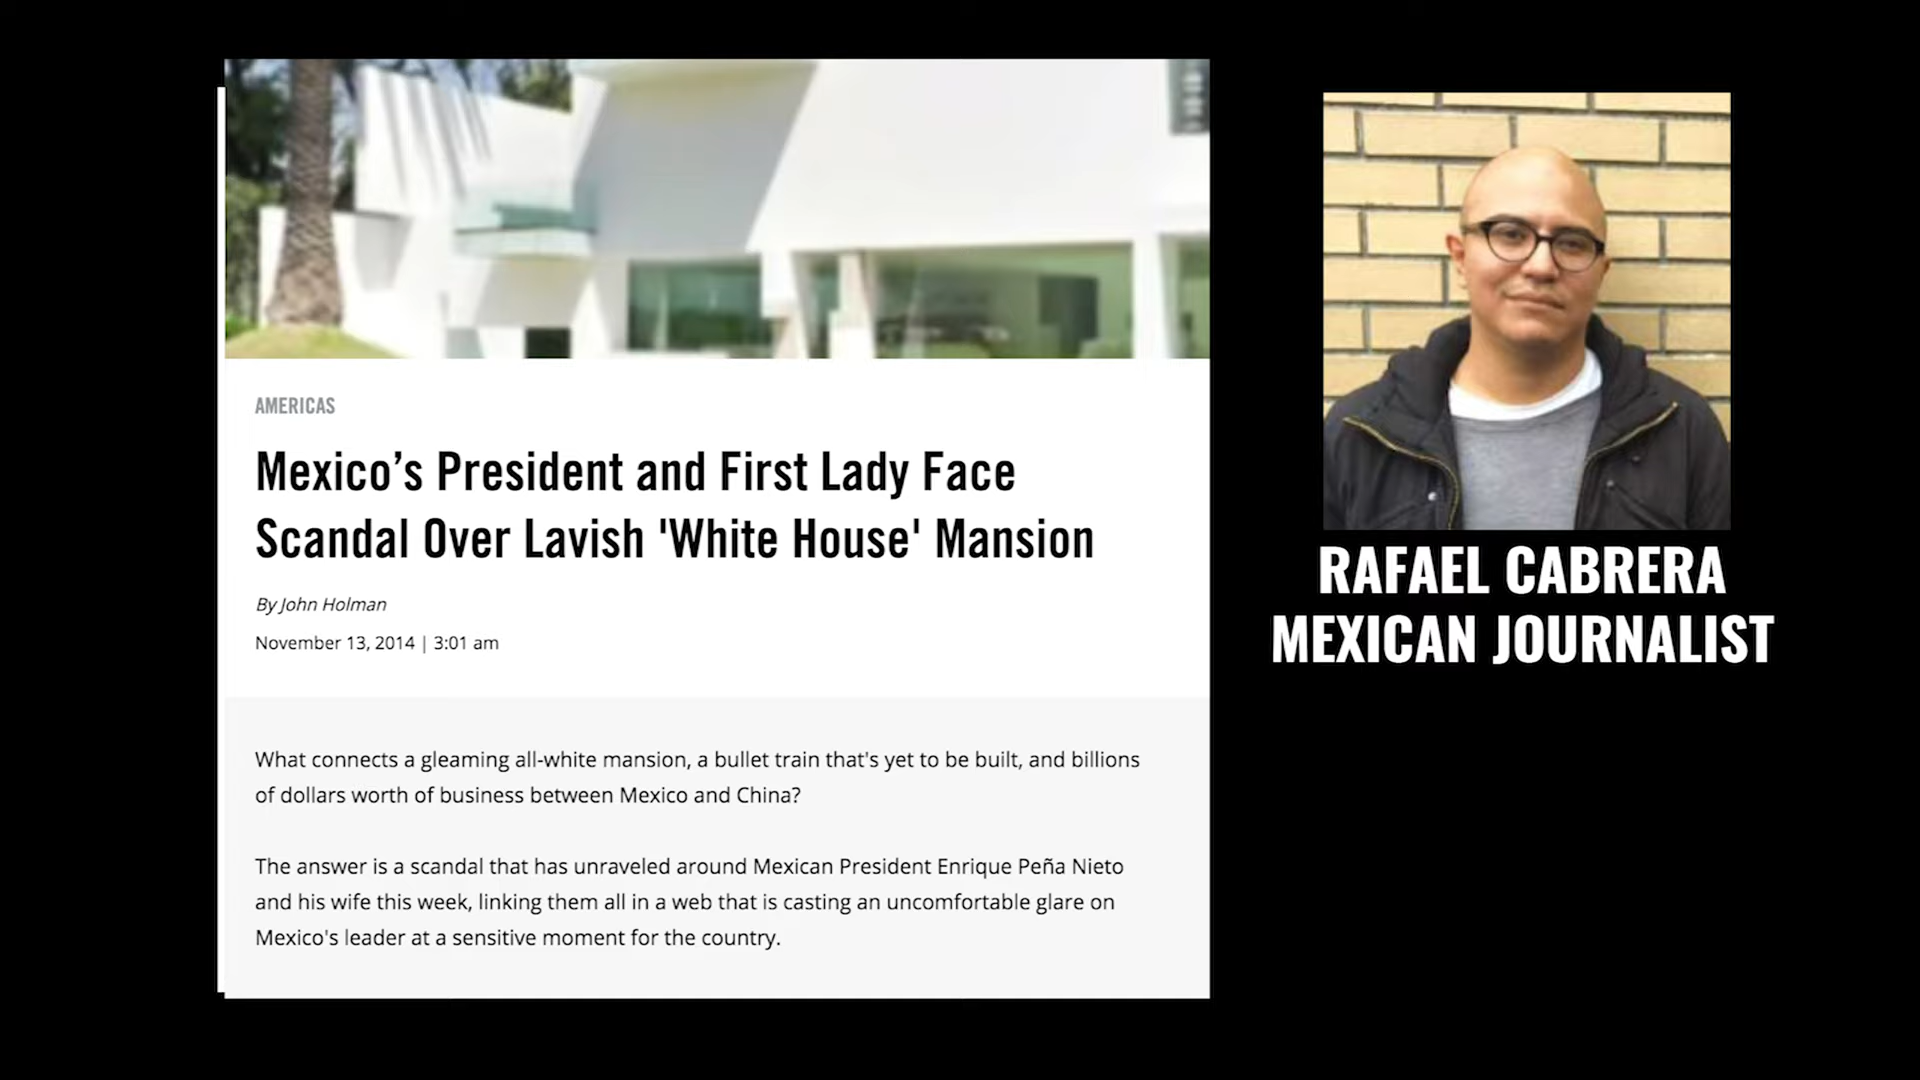 AMERICAS
Mexico’s President and First Lady Face
Scandal Over Lavish 'White House' Mansion
By John Holman
November 13, 2014 | 3:01 am
What connects a gleaming all-white mansion, a bullet train that's yet to be built, and billions
of dollars worth of business between Mexico and China?
The answer is a scandal that has unraveled around Mexican President Enrique Peña Nieto
and his wife this week, linking them all in a web that is casting an uncomfortable glare on
Mexico's leader at a sensitive moment for the country.
RAFAEL CABRERA
MEXICAN JOURNALIST